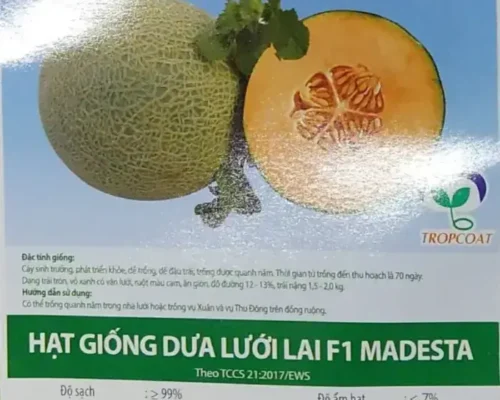 TROPCOAT
Đặc tính giống:
Cây sinh trưởng, phát triển khỏe, dễ trồng, dễ đậu trái, trồng được quanh năm. Thời gian từ trồng đến thu hoạch là 70 ngày.
Dạng trái tròn, vỏ xanh có vân lưới, ruột màu cam, ăn giòn, độ đường 12 - 13%, trái nặng 1,5 - 2,0 kg.
Hướng dẫn sử dụng:
Có thể trồng quanh năm trong nhà lưới hoặc trồng vụ Xuân và vụ Thu Đông trên đồng ruộng.
HẠT GIỐNG DƯA LƯỚI LAI F1 MADESTA
Theo TCCS 21:2017/EWS
Độ sạch : ≥ 99% Độ ẩm hạt : ≤ 7%